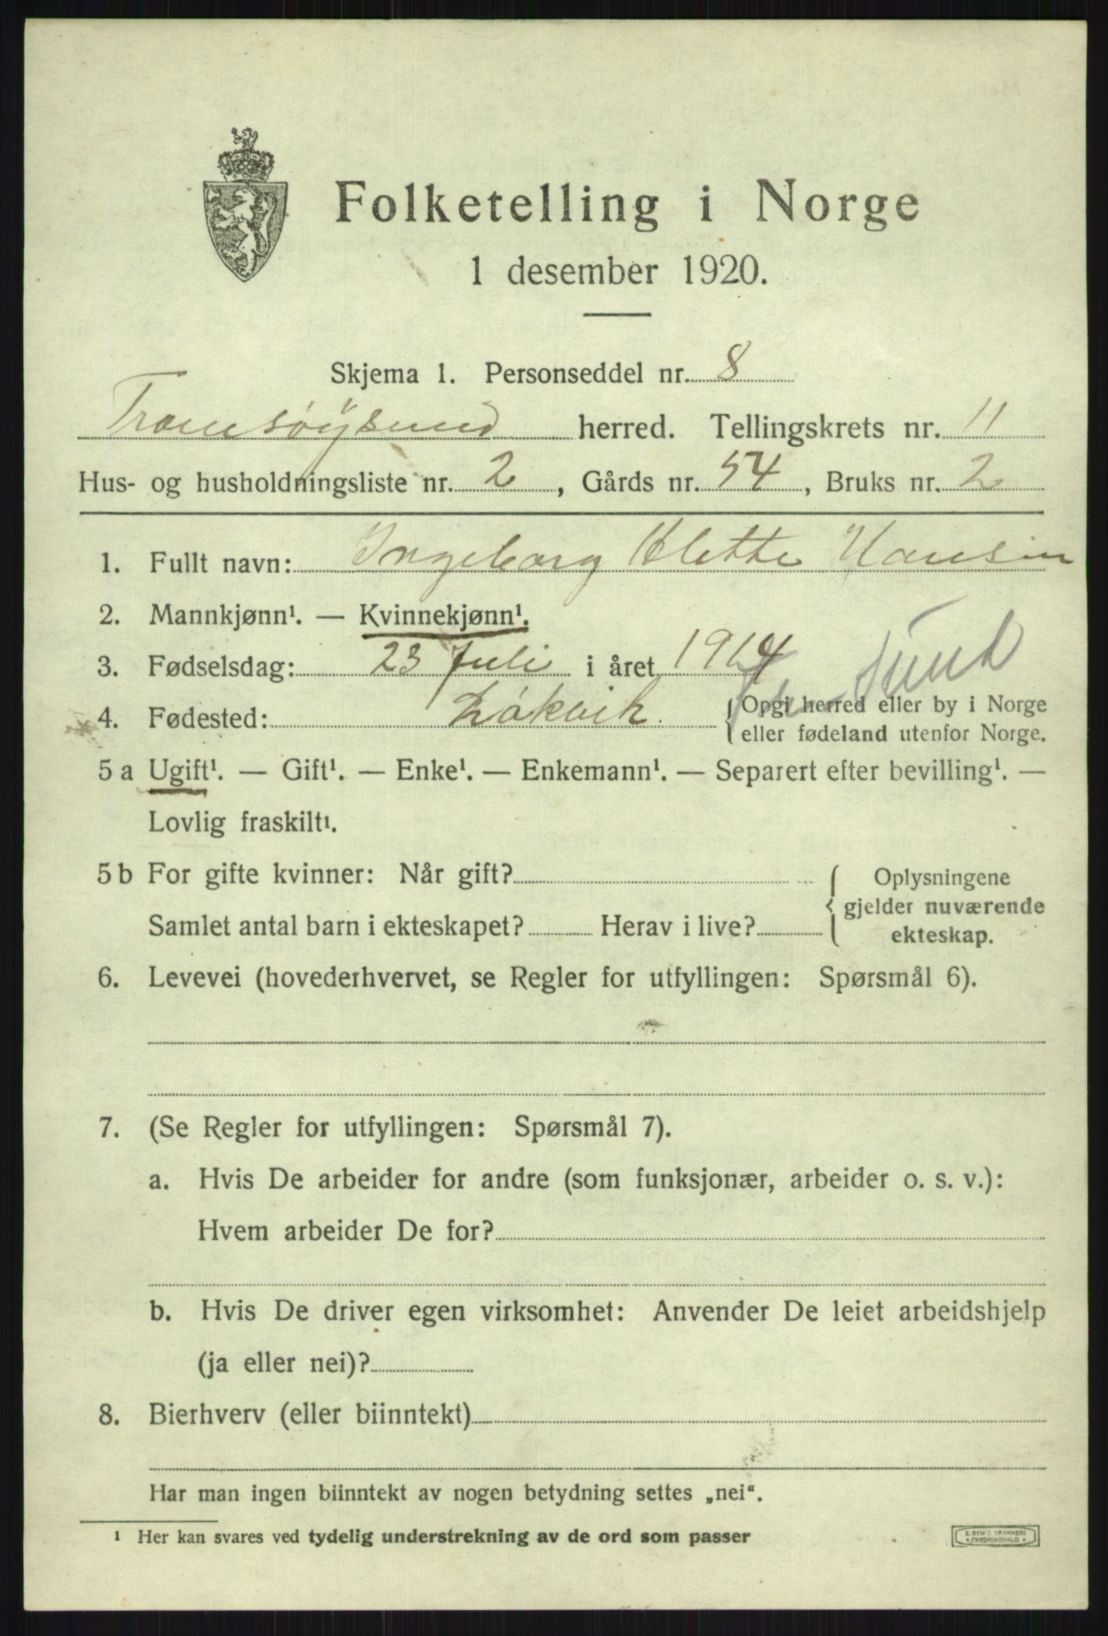 Folketelling i Norge
1 desember 1920.
Skjema 1. Personseddel nr. 8
Tromsøysund herred. Tellingskrets nr. 11
Hus- og husholdningsliste nr. 2, Gårds nr. 54, Bruks nr. 2
1. Fullt navn: Ingeborg Hansen
2. Mannkjønn¹. — Kvinnekjønn¹.
3. Fødselsdag: 23 Juli i året 1914
4. Fødested: Låkvik. {Opgi herred eller by i Norge
eller fødeland utenfor Norge.
5 a Ugift¹. — Gift¹. — Enke¹. — Enkemann¹. — Separert efter bevilling¹. —
Lovlig fraskilt¹.
5 b For gifte kvinner: Når gift? { Oplysningene
gjelder nuværende
Samlet antal barn i ekteskapet? Herav i live?
ekteskap.
6. Levevei (hovederhvervet, se Regler for utfyllingen: Spørsmål 6).
7. (Se Regler for utfyllingen: Spørsmål 7).
a. Hvis De arbeider for andre (som funksjonær, arbeider o. s. v.):
Hvem arbeider De for?
b. Hvis De driver egen virksomhet: Anvender De leiet arbeidshjelp
(ja eller nei)?
8. Bierhverv (eller biinntekt)
Har man ingen biinntekt av nogen betydning settes „nei".
¹ Her kan svares ved tydelig understrekning av de ord som passer